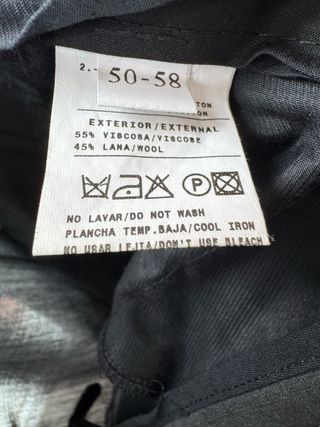 2..
50-58
TON
EXTERIOR/EXTERNAL
55% VISCOSA/VISCOSE
45% LANA/WOOL
P
NO LAVAR/DO NOT WASH
PLANCHA TEMP.BAJA/COOL IRON
NO USAR LEJIA/DON'T USE BLEACH